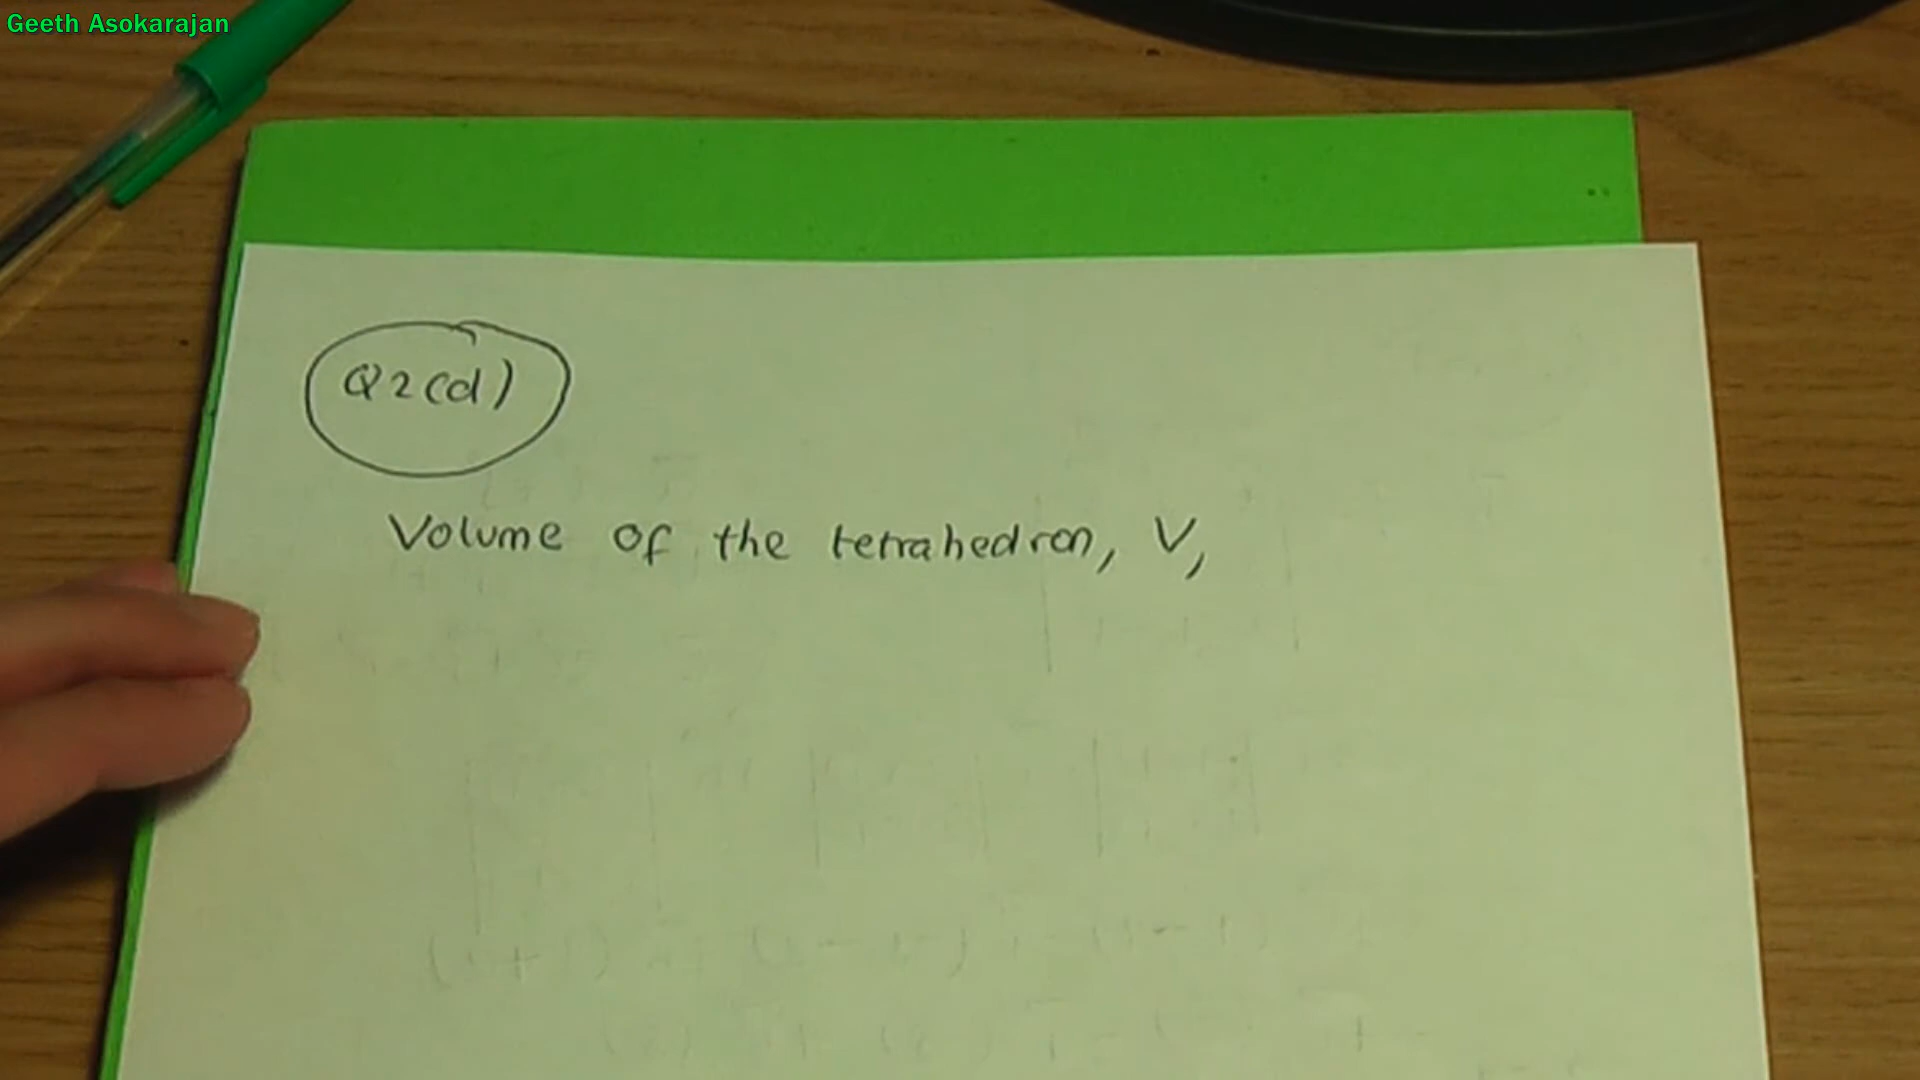 Geeth Asokarajan
Q2(d)
Volume of the tetrahedron, V,